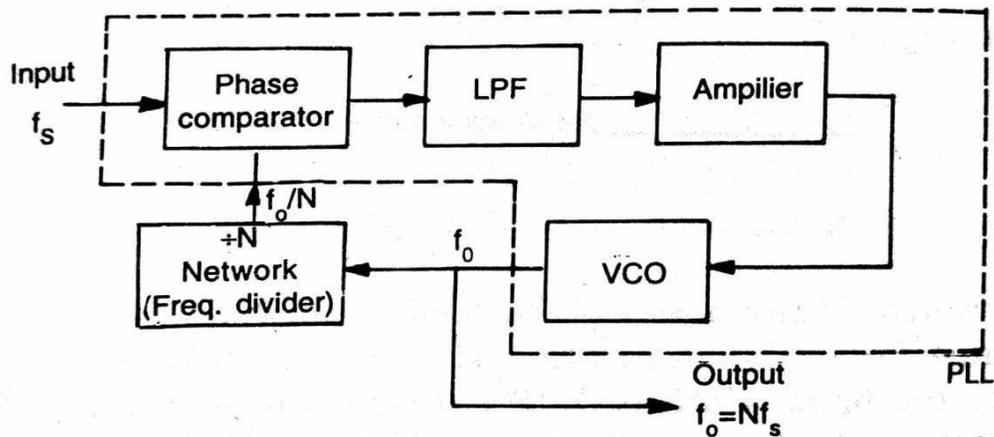 Input
f_s
Phase
comparator
LPF
Ampilier
f_o/N
÷N
Network
(Freq. divider)
f_0
VCO
Output
f_o=Nf_s
PLL